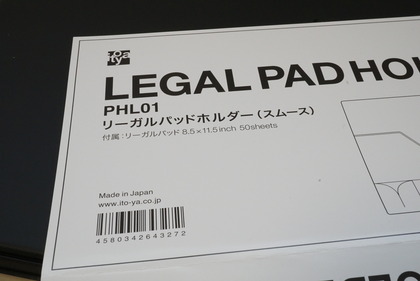 ito-ya
LEGAL PAD HOL
PHL01
リーガルパッドホルダー(スムース)
付属:リーガルパッド 8.5×11.5inch 50sheets
Made in Japan
www.ito-ya.co.jp
4580342643272